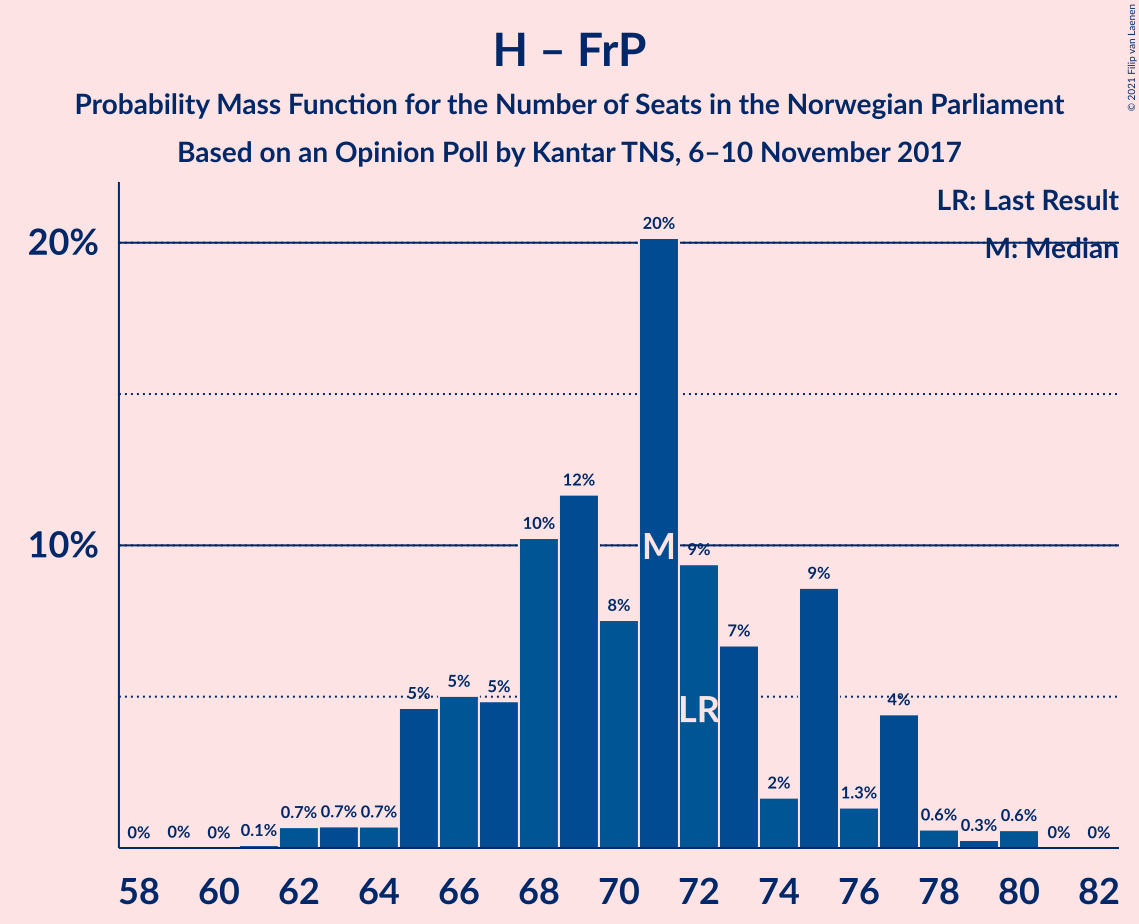 H – FrP
Probability Mass Function for the Number of Seats in the Norwegian Parliament
Based on an Opinion Poll by Kantar TNS, 6–10 November 2017
© 2021 Filip van Laenen
LR: Last Result
M: Median
20%
10%
0% 0% 0% 0.1% 0.7% 0.7% 0.7% 5% 5% 5% 10% 12% 8% 20% 9% 7% 2% 9% 1.3% 4% 0.6% 0.3% 0.6% 0% 0%
M
LR
58 60 62 64 66 68 70 72 74 76 78 80 82